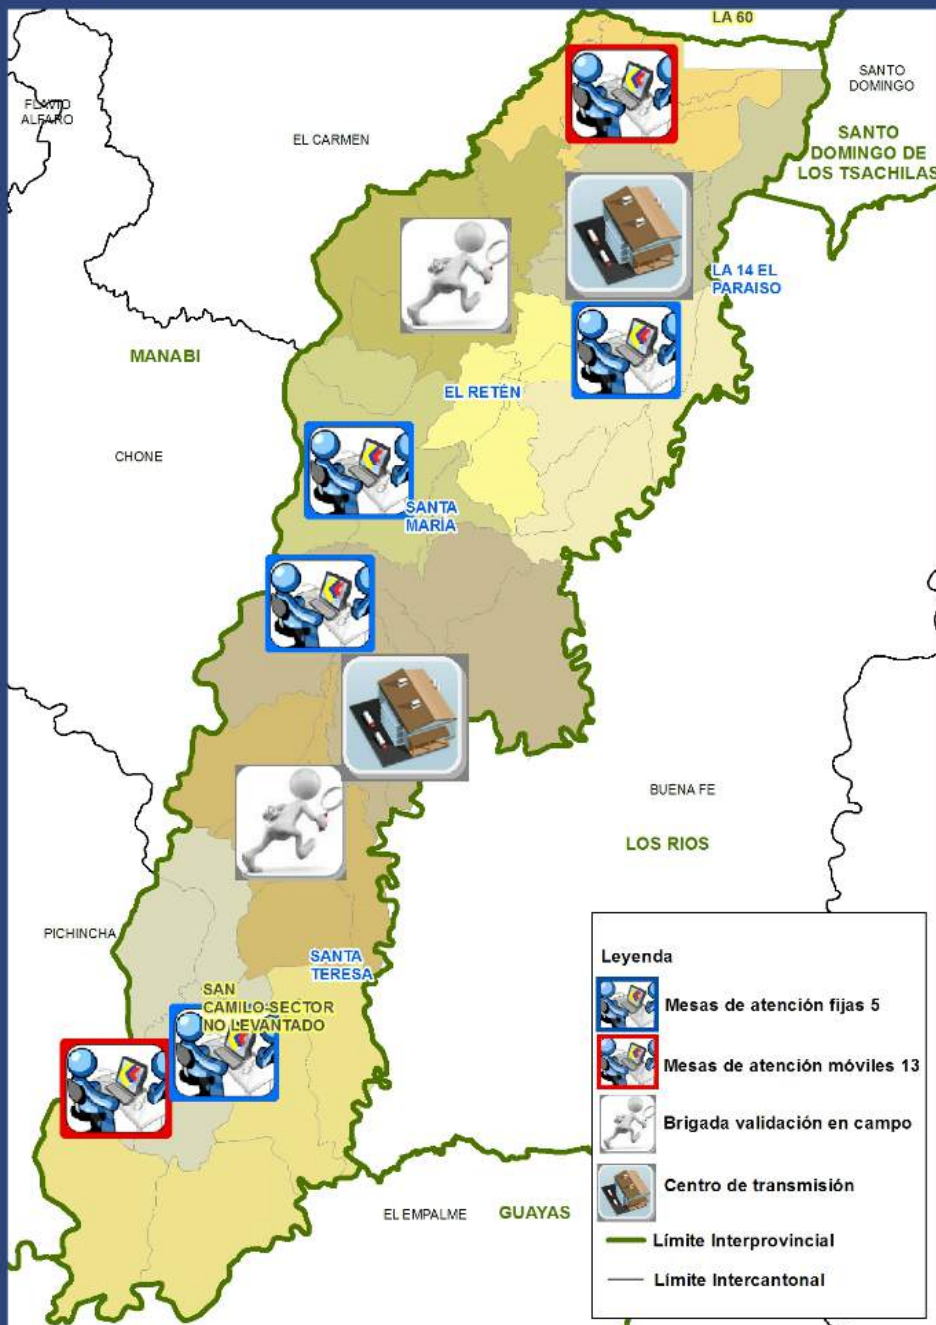 LA 60
SANTO
DOMINGO
FLAVIO
ALFARO
EL CARMEN
SANTO
DOMINGO DE
LOS TSACHILAS
LA 14 EL
PARAISO
MANABI
EL RETÉN
CHONE
SANTA
MARÍA
BUENA FE
LOS RIOS
PICHINCHA
SANTA
TERESA
SAN
CAMILO-SECTOR
NO LEVANTADO
EL EMPALME
GUAYAS
Leyenda
Mesas de atención fijas 5
Mesas de atención móviles 13
Brigada validación en campo
Centro de transmisión
Límite Interprovincial
Límite Intercantonal